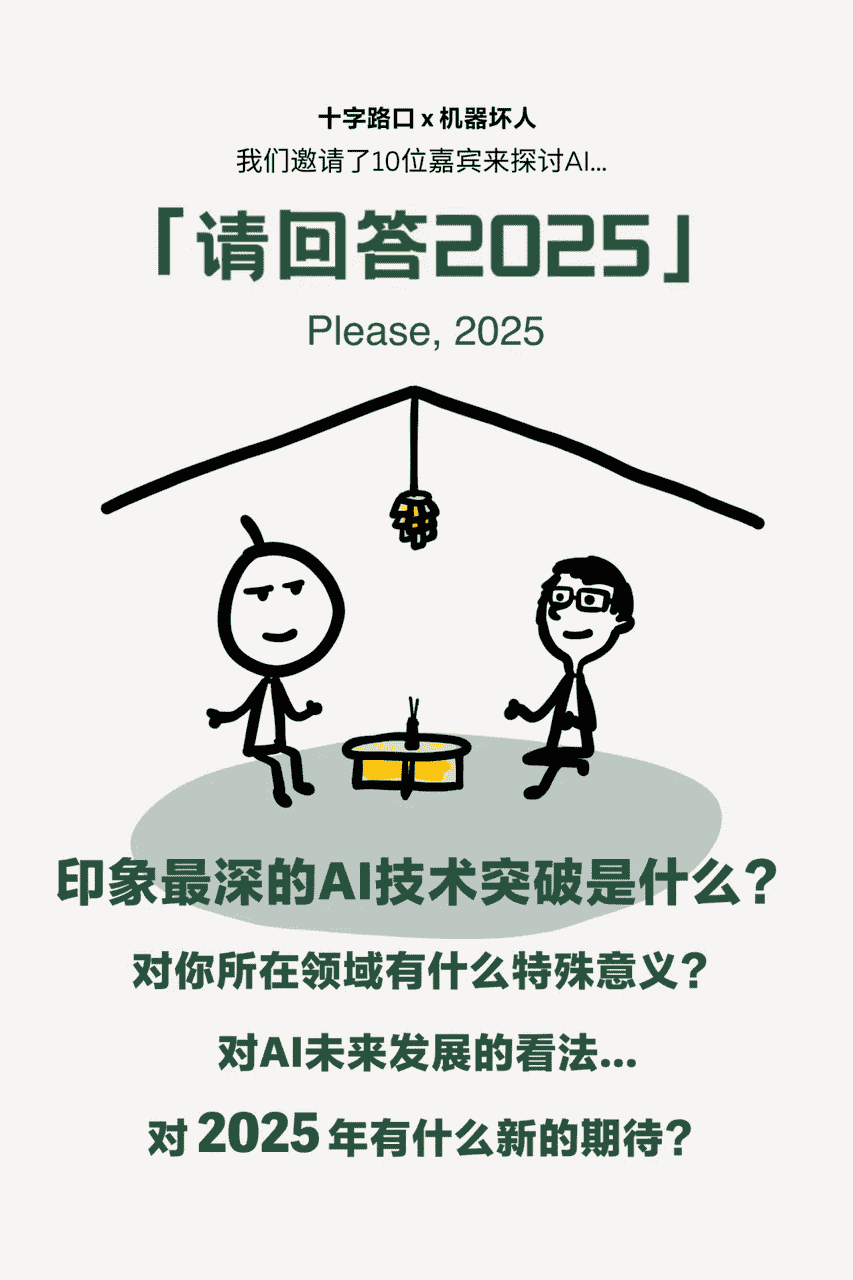 十字路口 x 机器坏人
我们邀请了10位嘉宾来探讨AI...
「请回答2025」
Please, 2025
印象最深的AI技术突破是什么?
对你所在领域有什么特殊意义?
对AI未来发展的看法...
对 2025 年有什么新的期待?